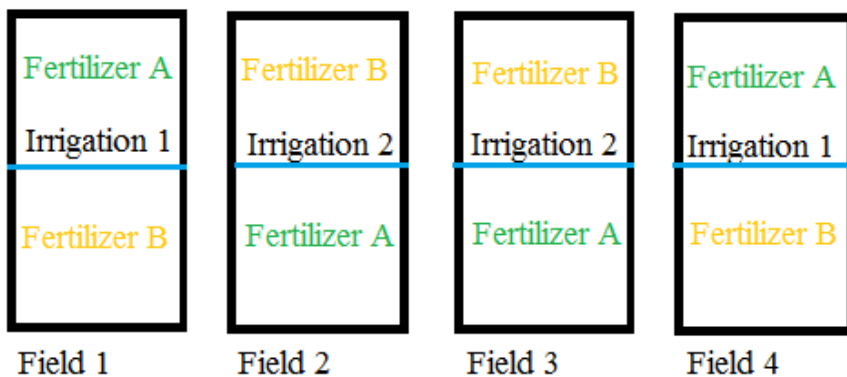 Fertilizer A
Irrigation 1
Fertilizer B
Field 1
Fertilizer B
Irrigation 2
Fertilizer A
Field 2
Fertilizer B
Irrigation 2
Fertilizer A
Field 3
Fertilizer A
Irrigation 1
Fertilizer B
Field 4